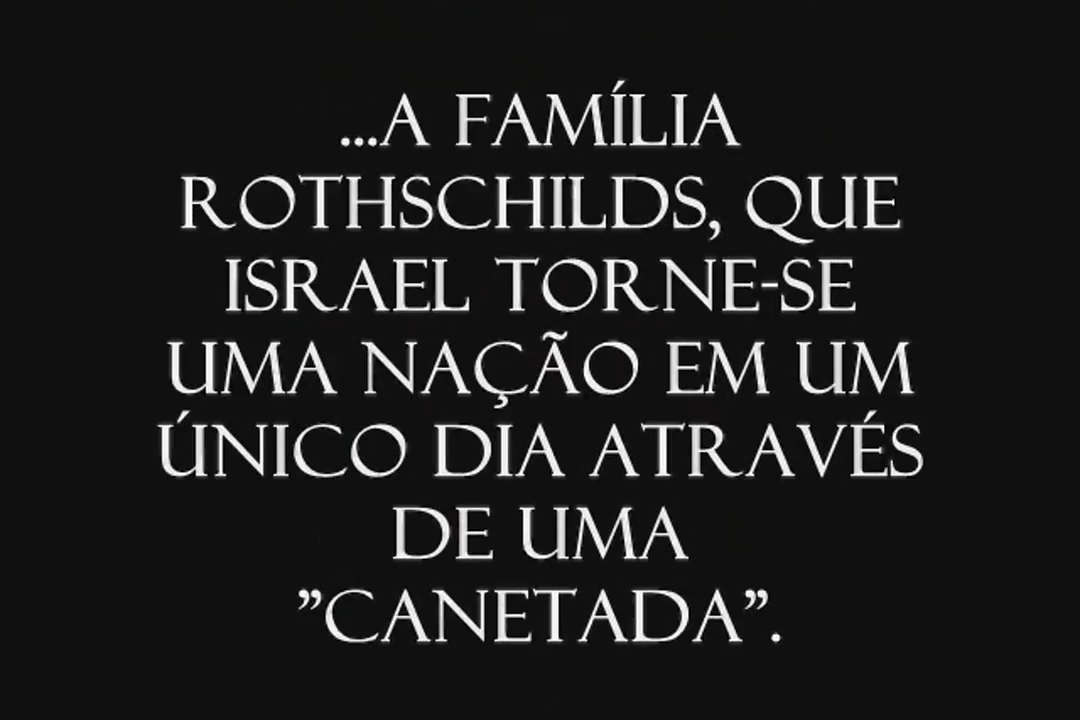 ...A FAMÍLIA
ROTHSCHILDS, QUE
ISRAEL TORNE-SE
UMA NAÇÃO EM UM
ÚNICO DIA ATRAVÉS
DE UMA
”CANETADA”.